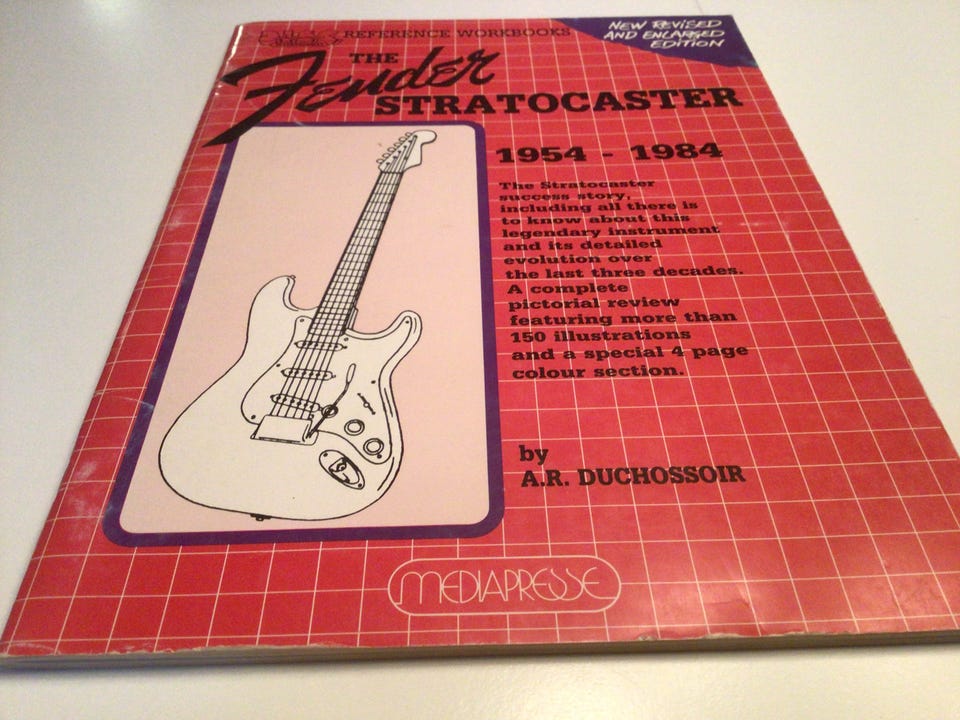 REFERENCE WORKBOOKS
NEW REVISED
AND ENLARGED
EDITION
THE
Fender
STRATOCASTER
1954 - 1984
The Stratocaster
success story,
including all there is
to know about this
legendary instrument
and its detailed
evolution over
the last three decades.
A complete
pictorial review
featuring more than
150 illustrations
and a special 4 page
colour section.
by
A.R. DUCHOSSOIR
MEDIAPRESSE